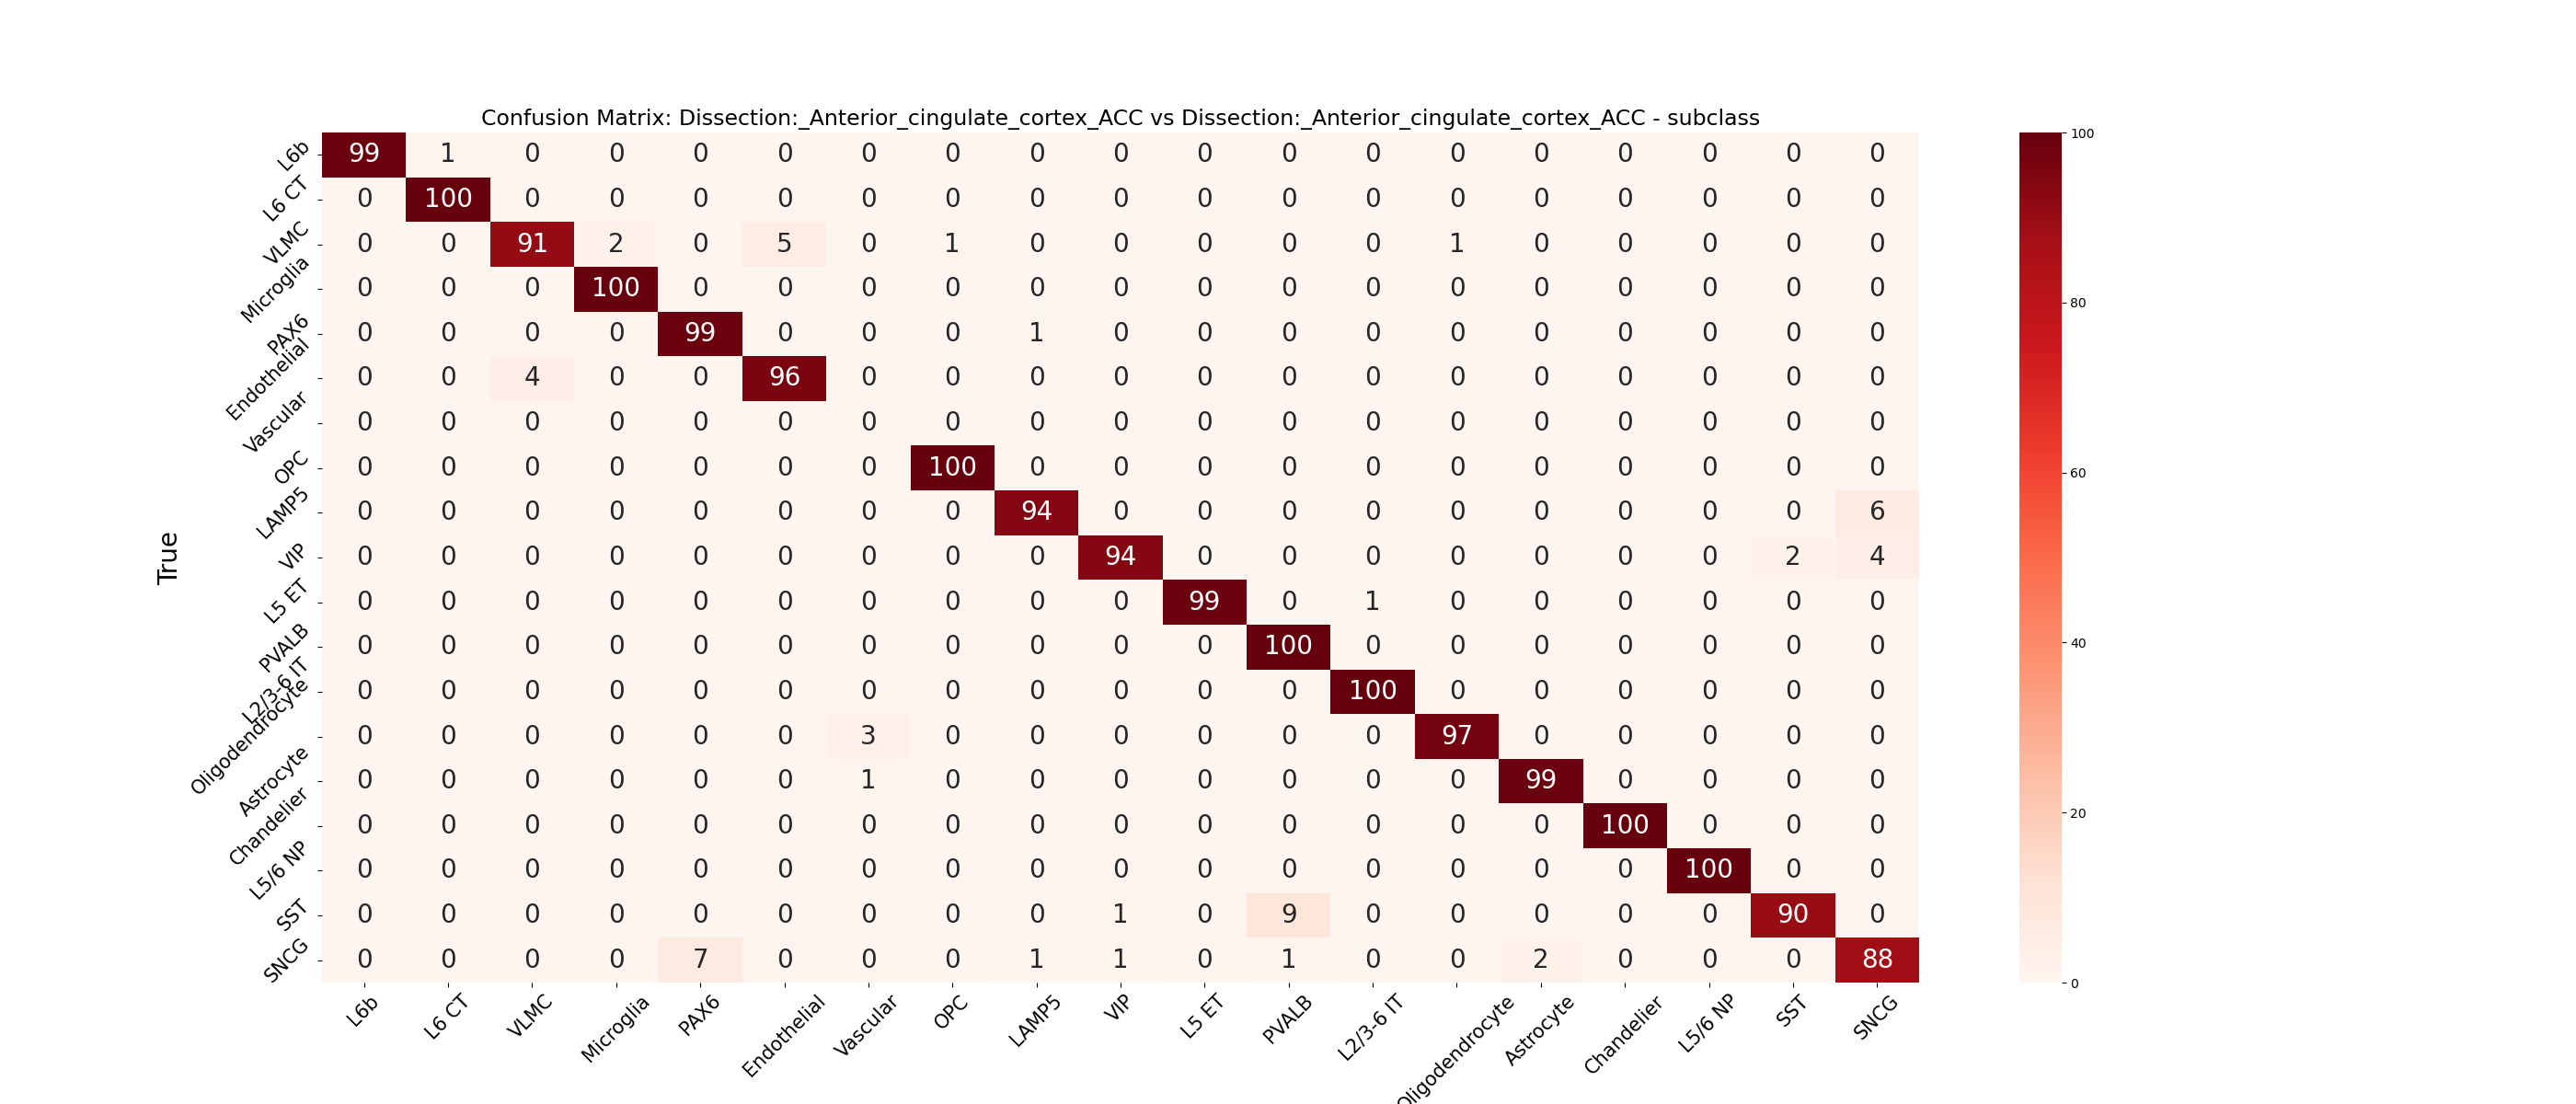 Confusion Matrix: Dissection:_Anterior_cingulate_cortex_ACC vs Dissection:_Anterior_cingulate_cortex_ACC - subclass
True
L6b 99 1 0 0 0 0 0 0 0 0 0 0 0 0 0 0 0 0 0
L6 CT 0 100 0 0 0 0 0 0 0 0 0 0 0 0 0 0 0 0 0
VLMC 0 0 91 2 0 5 0 1 0 0 0 0 0 1 0 0 0 0 0
Microglia 0 0 0 100 0 0 0 0 0 0 0 0 0 0 0 0 0 0 0
PAX6 0 0 0 0 99 0 0 0 1 0 0 0 0 0 0 0 0 0 0
Endothelial 0 0 4 0 0 96 0 0 0 0 0 0 0 0 0 0 0 0 0
Vascular 0 0 0 0 0 0 0 0 0 0 0 0 0 0 0 0 0 0 0
OPC 0 0 0 0 0 0 0 100 0 0 0 0 0 0 0 0 0 0 0
LAMP5 0 0 0 0 0 0 0 0 94 0 0 0 0 0 0 0 0 0 6
VIP 0 0 0 0 0 0 0 0 0 94 0 0 0 0 0 0 0 2 4
L5 ET 0 0 0 0 0 0 0 0 0 0 99 0 1 0 0 0 0 0 0
PVALB 0 0 0 0 0 0 0 0 0 0 0 100 0 0 0 0 0 0 0
L2/3-6 IT 0 0 0 0 0 0 0 0 0 0 0 0 100 0 0 0 0 0 0
Oligodendrocyte 0 0 0 0 0 0 3 0 0 0 0 0 0 97 0 0 0 0 0
Astrocyte 0 0 0 0 0 0 1 0 0 0 0 0 0 0 99 0 0 0 0
Chandelier 0 0 0 0 0 0 0 0 0 0 0 0 0 0 0 100 0 0 0
L5/6 NP 0 0 0 0 0 0 0 0 0 0 0 0 0 0 0 0 100 0 0
SST 0 0 0 0 0 0 0 0 0 1 0 9 0 0 0 0 0 90 0
SNCG 0 0 0 0 7 0 0 0 1 1 0 1 0 0 2 0 0 0 88
L6b L6 CT VLMC Microglia PAX6 Endothelial Vascular OPC LAMP5 VIP L5 ET PVALB L2/3-6 IT Oligodendrocyte Astrocyte Chandelier L5/6 NP SST SNCG
100
80
60
40
20
0